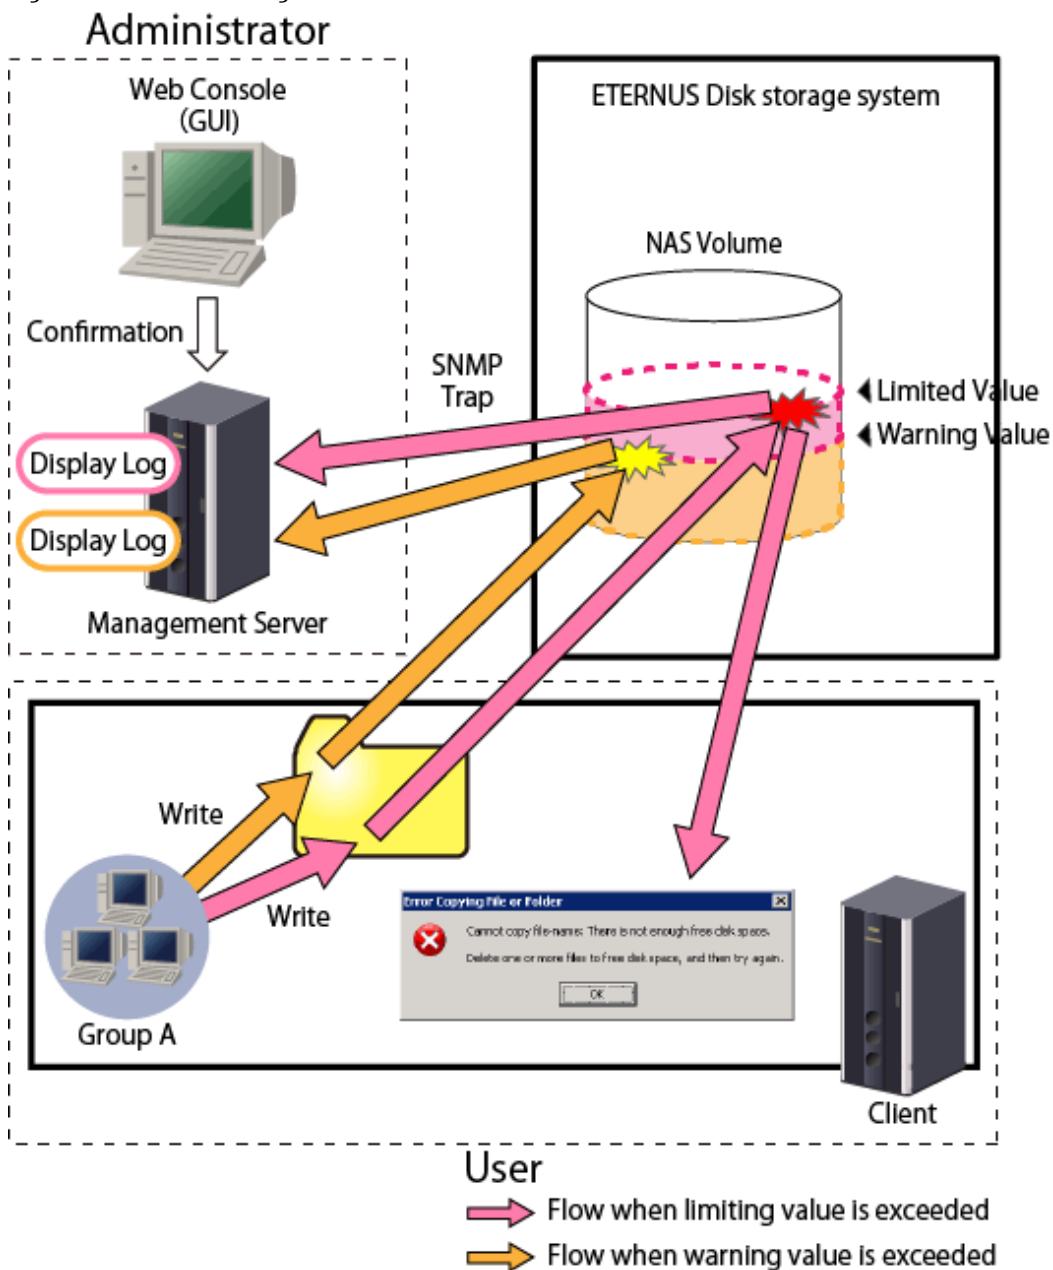 Administrator
Web Console
(GUI)
ETERNUS Disk storage system
NAS Volume
Confirmation
SNMP
Trap
Limited Value
Warning Value
Display Log
Display Log
Management Server
Write
Write
Error Copying File or Folder
Cannot copy file-name: There is not enough free disk space.
Delete one or more files to free disk space, and then try again.
OK
Group A
Client
User
Flow when limiting value is exceeded
Flow when warning value is exceeded